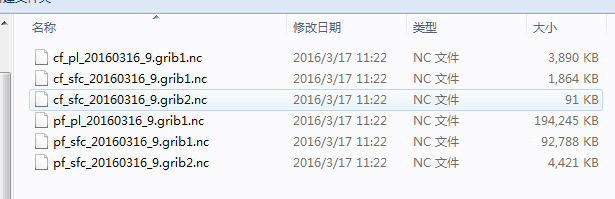 名称 修改日期 类型 大小
cf_pl_20160316_9.grib1.nc 2016/3/17 11:22 NC 文件 3,890 KB
cf_sfc_20160316_9.grib1.nc 2016/3/17 11:22 NC 文件 1,864 KB
cf_sfc_20160316_9.grib2.nc 2016/3/17 11:22 NC 文件 91 KB
pf_pl_20160316_9.grib1.nc 2016/3/17 11:22 NC 文件 194,245 KB
pf_sfc_20160316_9.grib1.nc 2016/3/17 11:22 NC 文件 92,788 KB
pf_sfc_20160316_9.grib2.nc 2016/3/17 11:22 NC 文件 4,421 KB